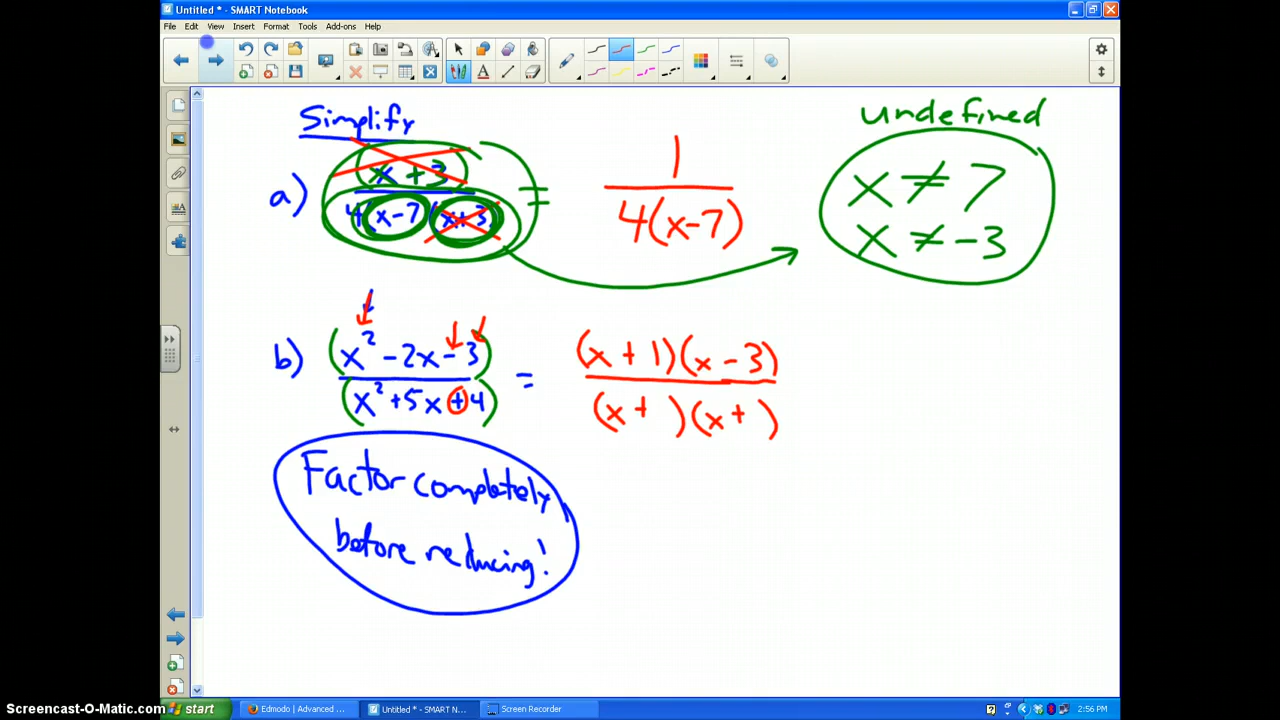 Untitled * - SMART Notebook
File Edit View Insert Format Tools Add-ons Help
Simplify
undefined
a) (x + 3) / 4(x-7)(x+3) = 1 / 4(x-7)
x ≠ 7
x ≠ -3
b) (x² - 2x - 3) / (x² + 5x + 4) = (x + 1)(x - 3) / (x + )(x + )
Factor completely
before reducing!
Screencast-O-Matic.com
start
Edmodo | Advanced ...
Untitled * - SMART N...
Screen Recorder
2:56 PM